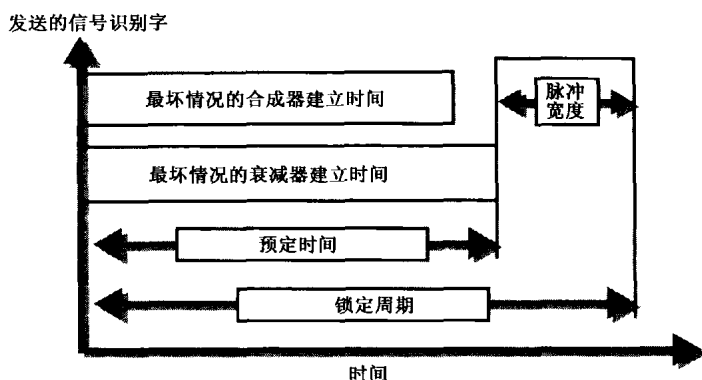 发送的信号识别字
最坏情况的合成器建立时间
脉冲
宽度
最坏情况的衰减器建立时间
预定时间
锁定周期
时间